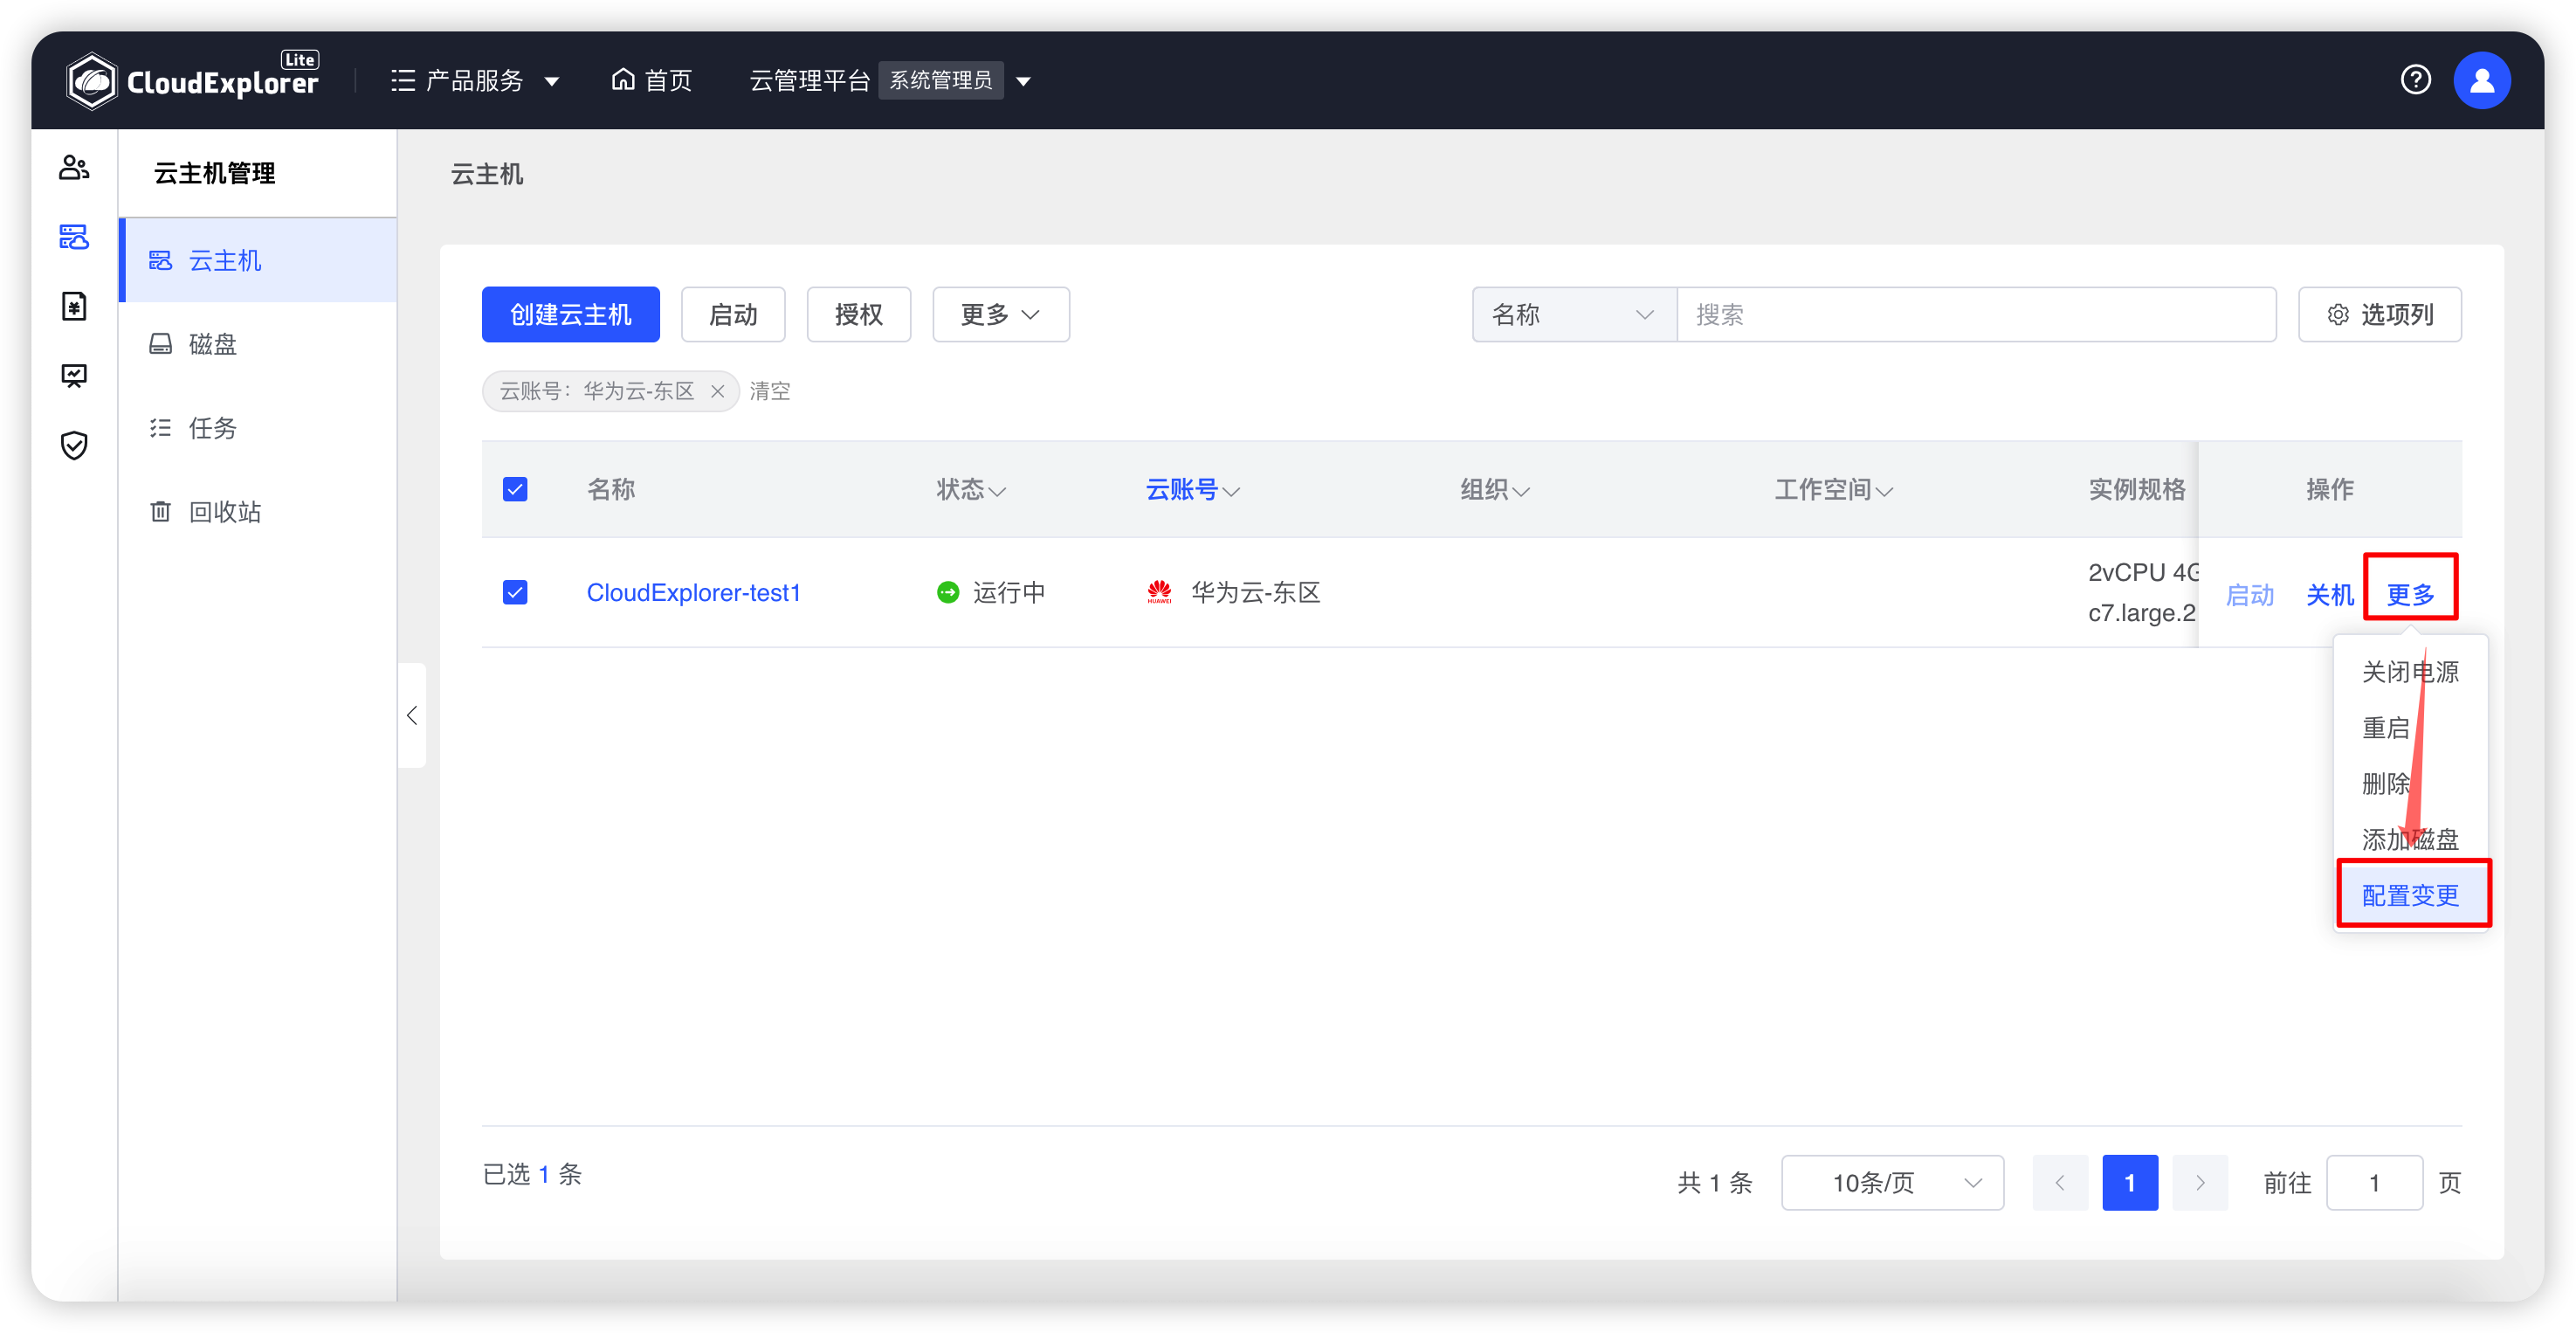 CloudExplorer Lite
产品服务
首页
云管理平台 系统管理员
云主机管理
云主机
磁盘
任务
回收站
云主机
创建云主机 启动 授权 更多
名称 搜索 选项列
云账号：华为云-东区 清空
名称 状态 云账号 组织 工作空间 实例规格 操作
CloudExplorer-test1 运行中 HUAWEI 华为云-东区
2vCPU 4G
c7.large.2
启动 关机 更多
关闭电源
重启
删除
添加磁盘
配置变更
已选 1 条
共 1 条 10条/页 1 前往 1 页